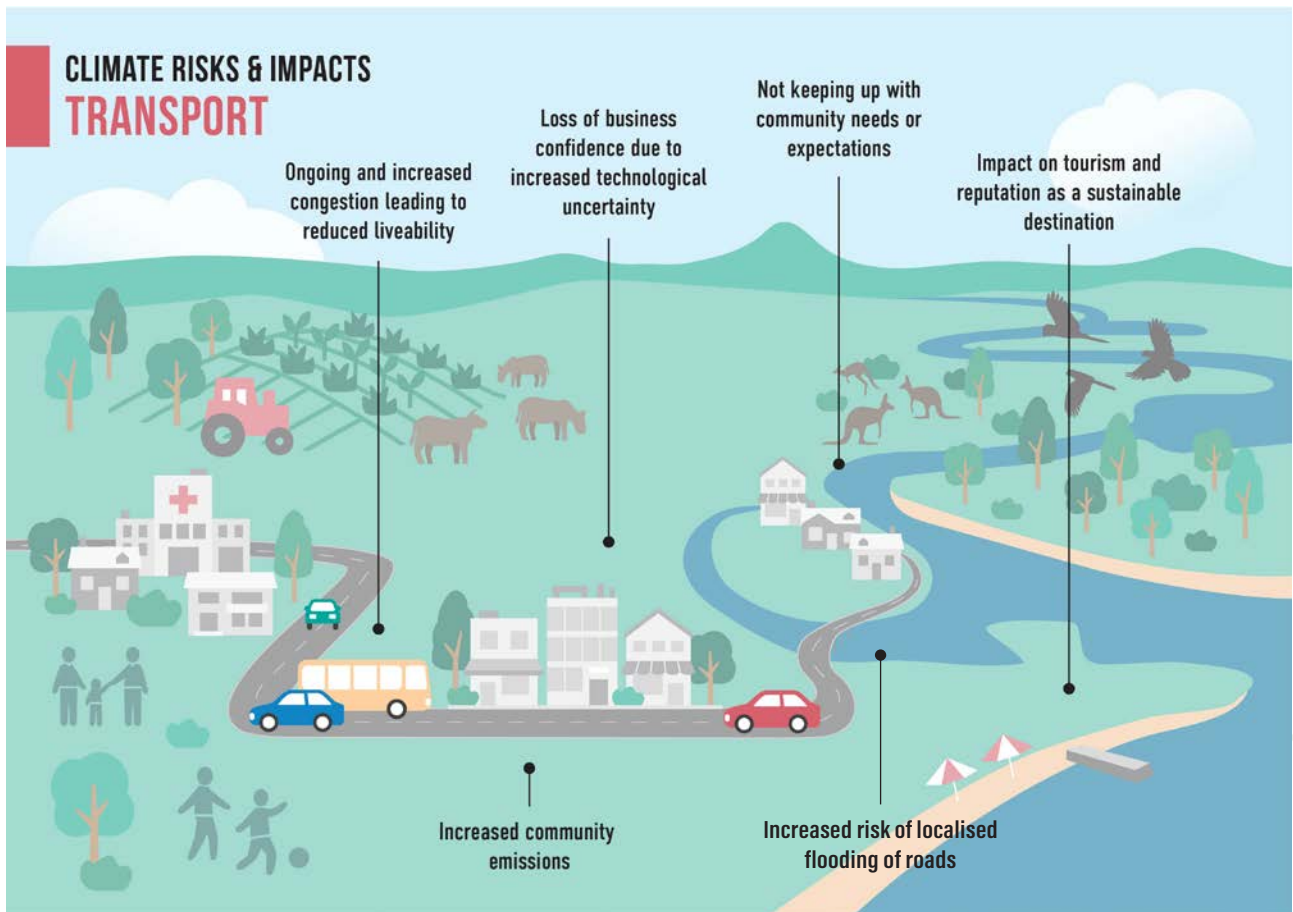 CLIMATE RISKS & IMPACTS
TRANSPORT
Ongoing and increased
congestion leading to
reduced liveability
Loss of business
confidence due to
increased technological
uncertainty
Not keeping up with
community needs or
expectations
Impact on tourism and
reputation as a sustainable
destination
Increased community
emissions
Increased risk of localised
flooding of roads